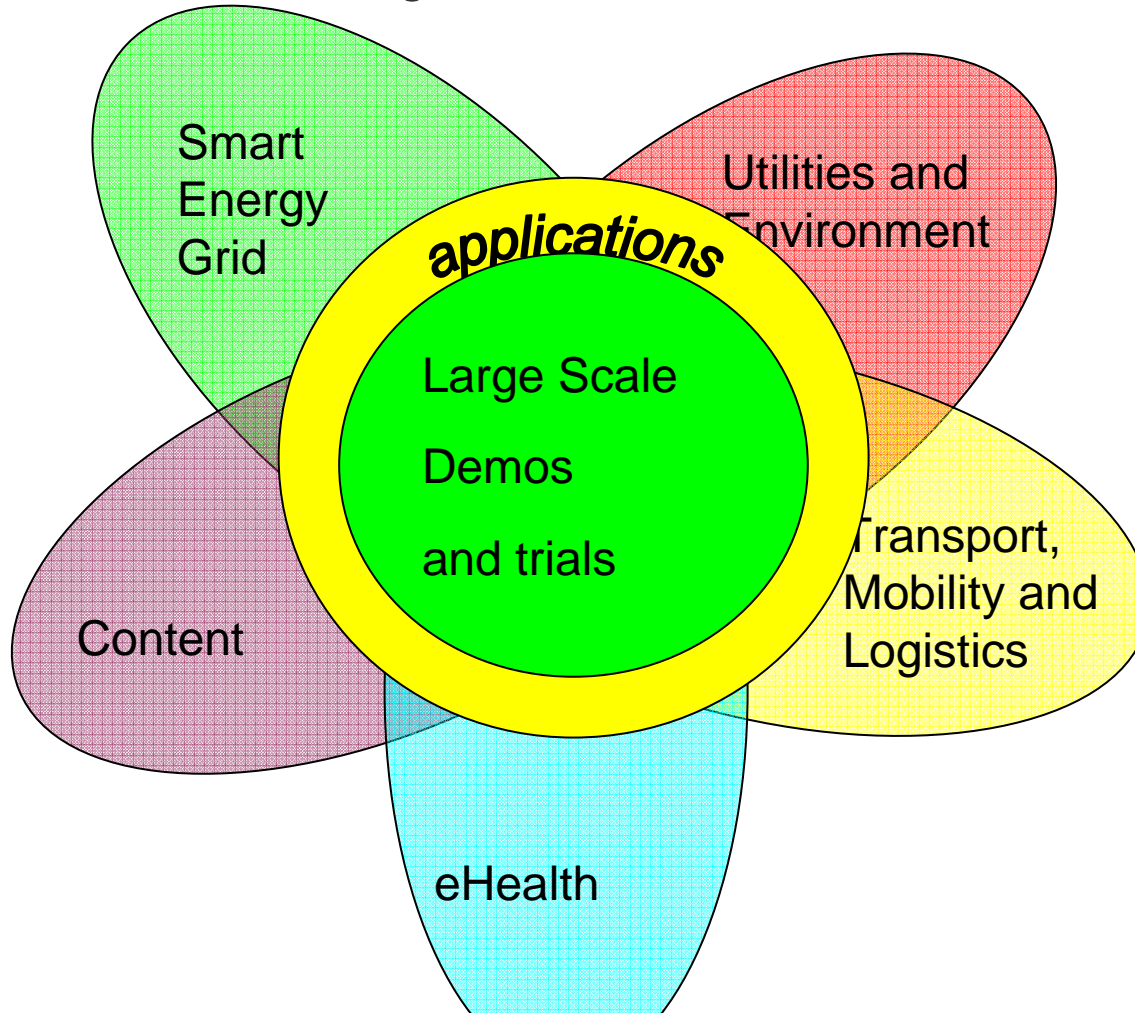 Smart
Energy
Grid
Utilities and
Environment
applications
Large Scale
Demos
and trials
Transport,
Mobility and
Logistics
Content
eHealth